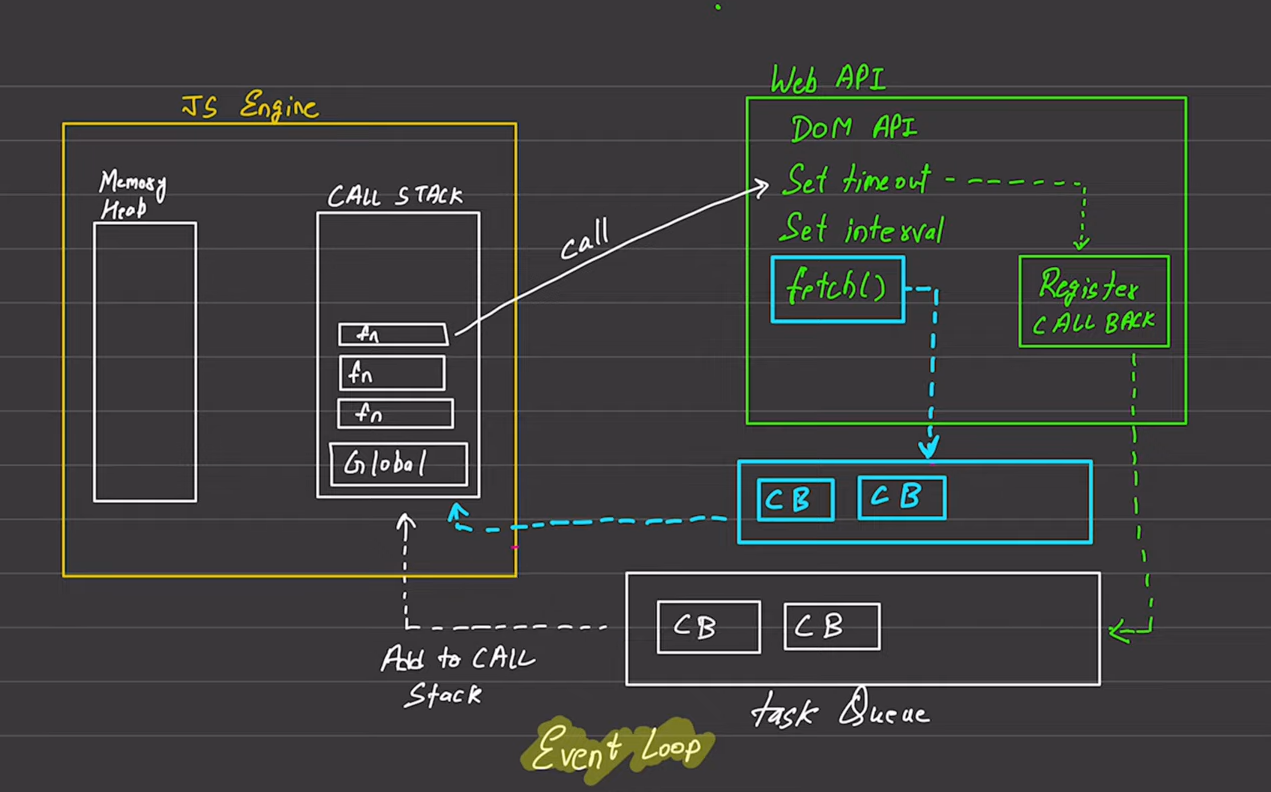 JS Engine
Memory
Heap
CALL STACK
fn
fn
fn
Global
call
Web API
DOM API
Set timeout
Set interval
fetch()
Register
CALL BACK
CB
CB
CB
CB
Add to CALL
Stack
task Queue
Event Loop